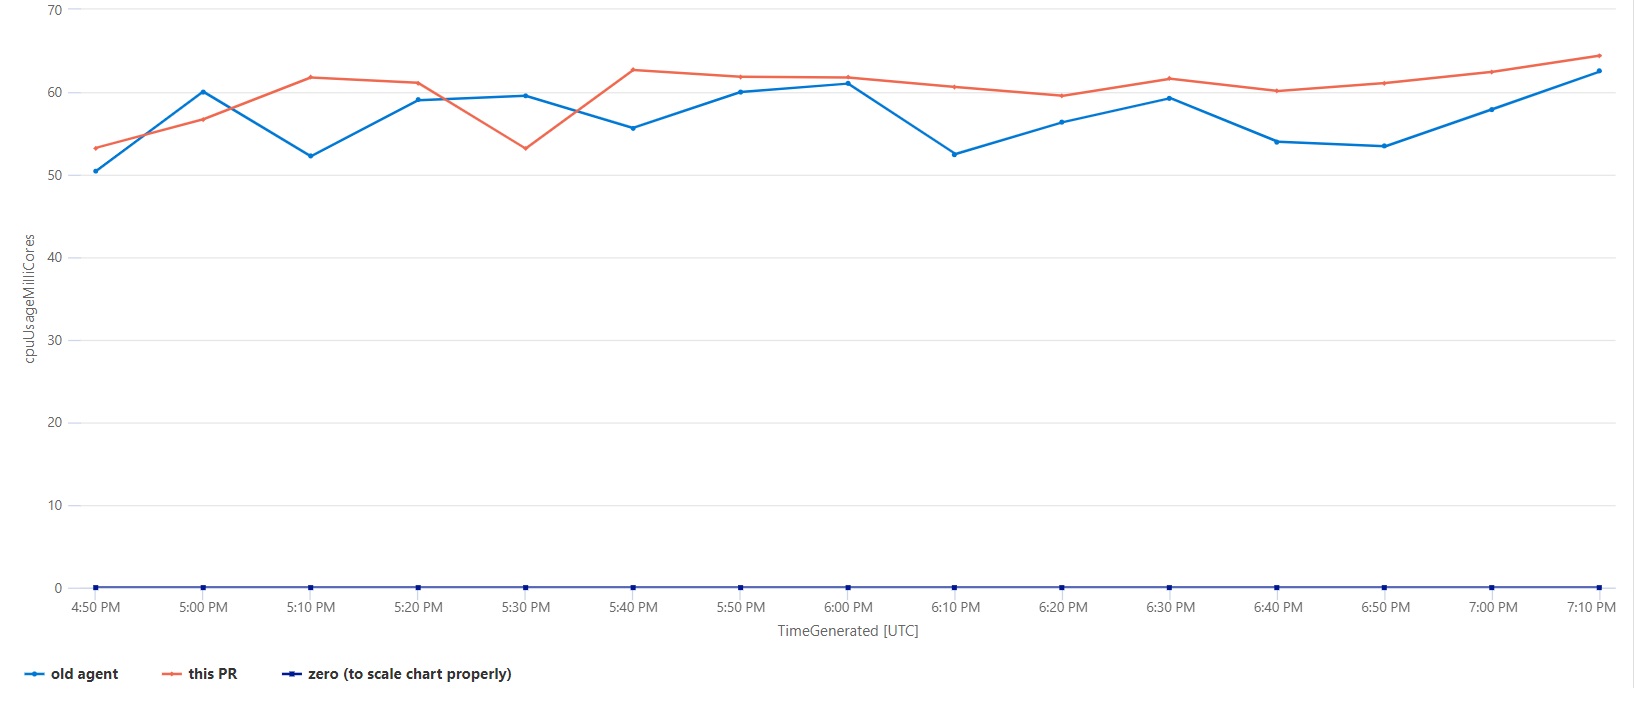 70
60
50
40
30
20
10
0
cpuUsageMilliCores
4:50 PM 5:00 PM 5:10 PM 5:20 PM 5:30 PM 5:40 PM 5:50 PM 6:00 PM 6:10 PM 6:20 PM 6:30 PM 6:40 PM 6:50 PM 7:00 PM 7:10 PM
TimeGenerated [UTC]
old agent this PR zero (to scale chart properly)